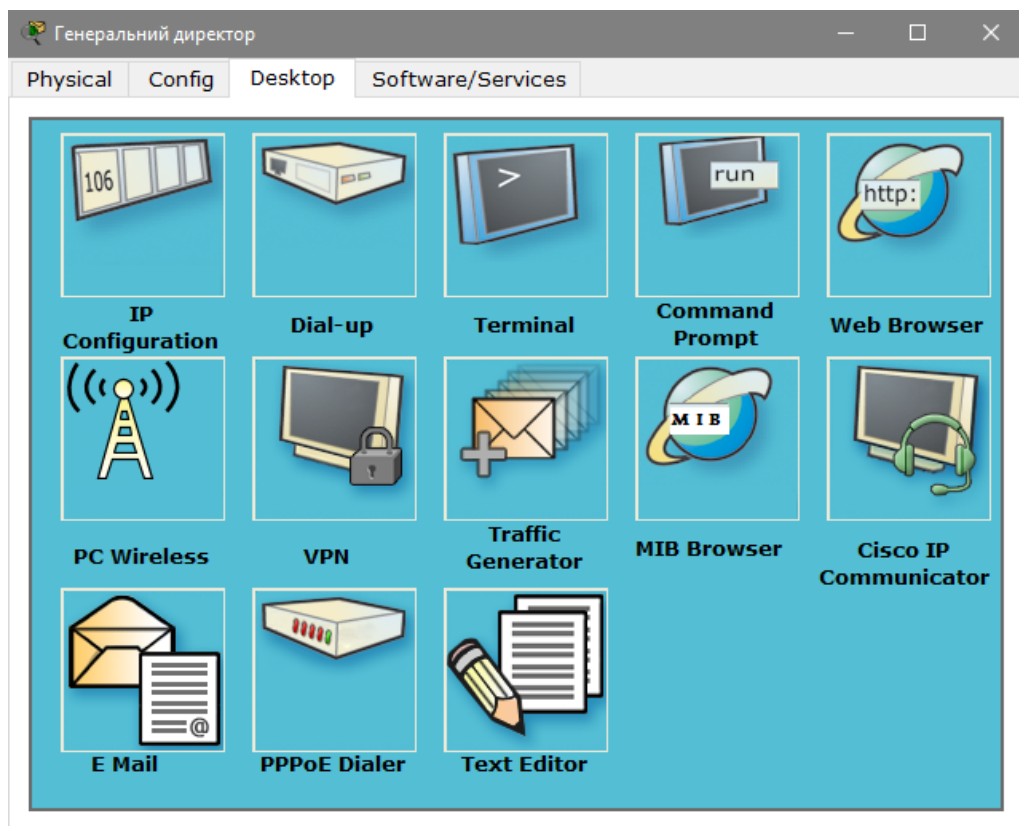 Генеральний директор
Physical Config Desktop Software/Services
106
>
run
http:
IP
Configuration
Dial-up
Terminal
Command
Prompt
Web Browser
MIB
PC Wireless
VPN
Traffic
Generator
MIB Browser
Cisco IP
Communicator
@
E Mail
PPPoE Dialer
Text Editor